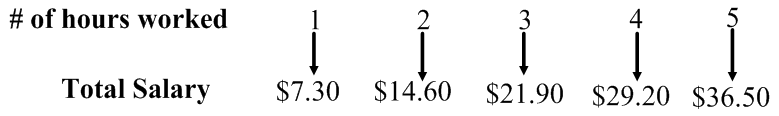 # of hours worked 1 2 3 4 5
Total Salary $7.30 $14.60 $21.90 $29.20 $36.50